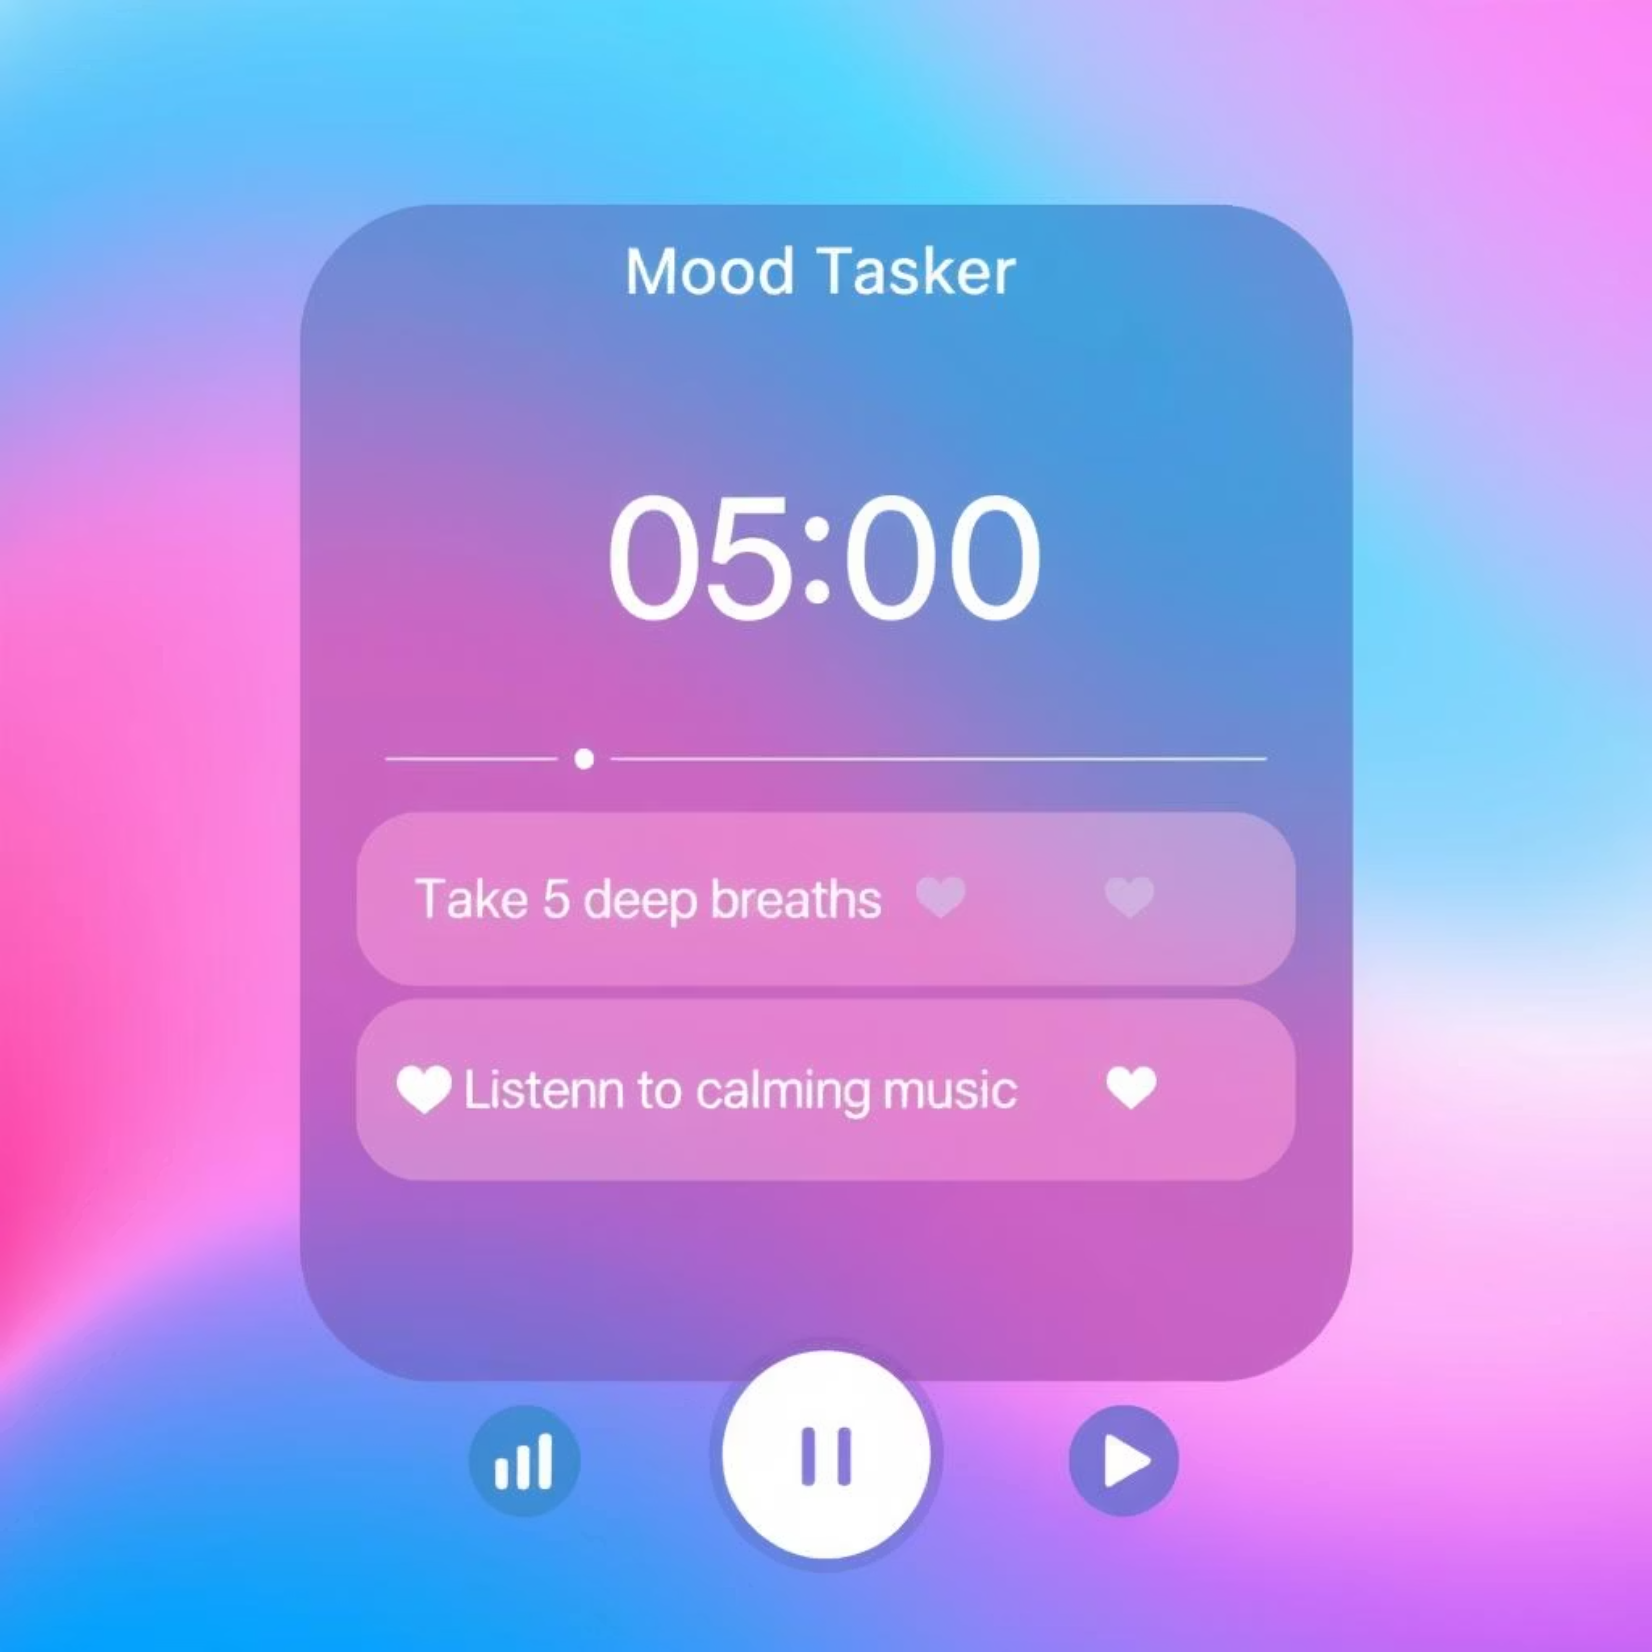 Mood Tasker
05:00
Take 5 deep breaths
Listenn to calming music